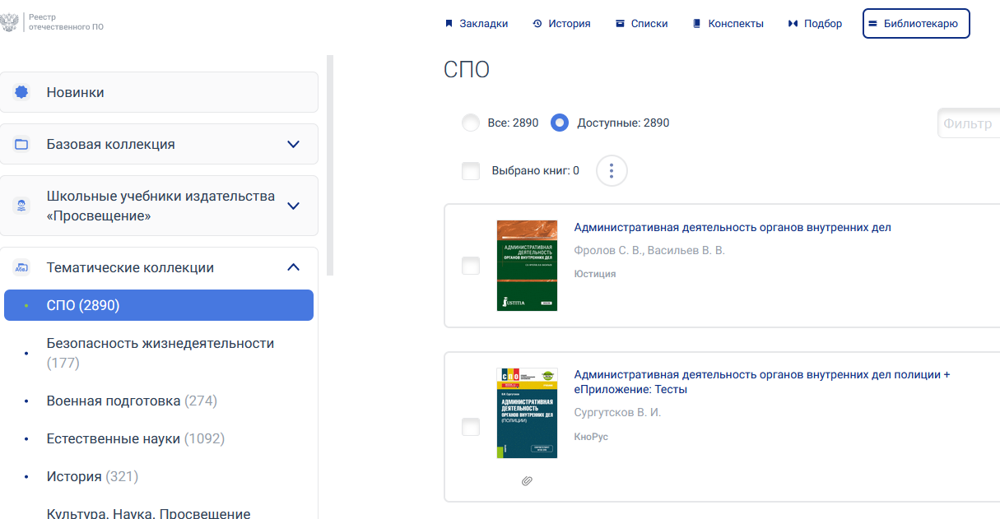 Реестр
отечественного ПО
Закладки
История
Списки
Конспекты
Подбор
Библиотекарю
Новинки
Базовая коллекция
Школьные учебники издательства
«Просвещение»
Тематические коллекции
СПО (2890)
Безопасность жизнедеятельности
(177)
Военная подготовка (274)
Естественные науки (1092)
История (321)
Культура. Наука. Просвещение
СПО
Все: 2890
Доступные: 2890
Фильтр
Выбрано книг: 0
АДМИНИСТРАТИВНАЯ
ДЕЯТЕЛЬНОСТЬ
ОРГАНОВ ВНУТРЕННИХ ДЕЛ
JUSTITIA
Административная деятельность органов внутренних дел
Фролов С. В., Васильев В. В.
Юстиция
СПО
АДМИНИСТРАТИВНАЯ
ДЕЯТЕЛЬНОСТЬ
ОРГАНОВ ВНУТРЕННИХ ДЕЛ
(ПОЛИЦИИ)
Административная деятельность органов внутренних дел полиции +
еПриложение: Тесты
Сургутсков В. И.
КноРус